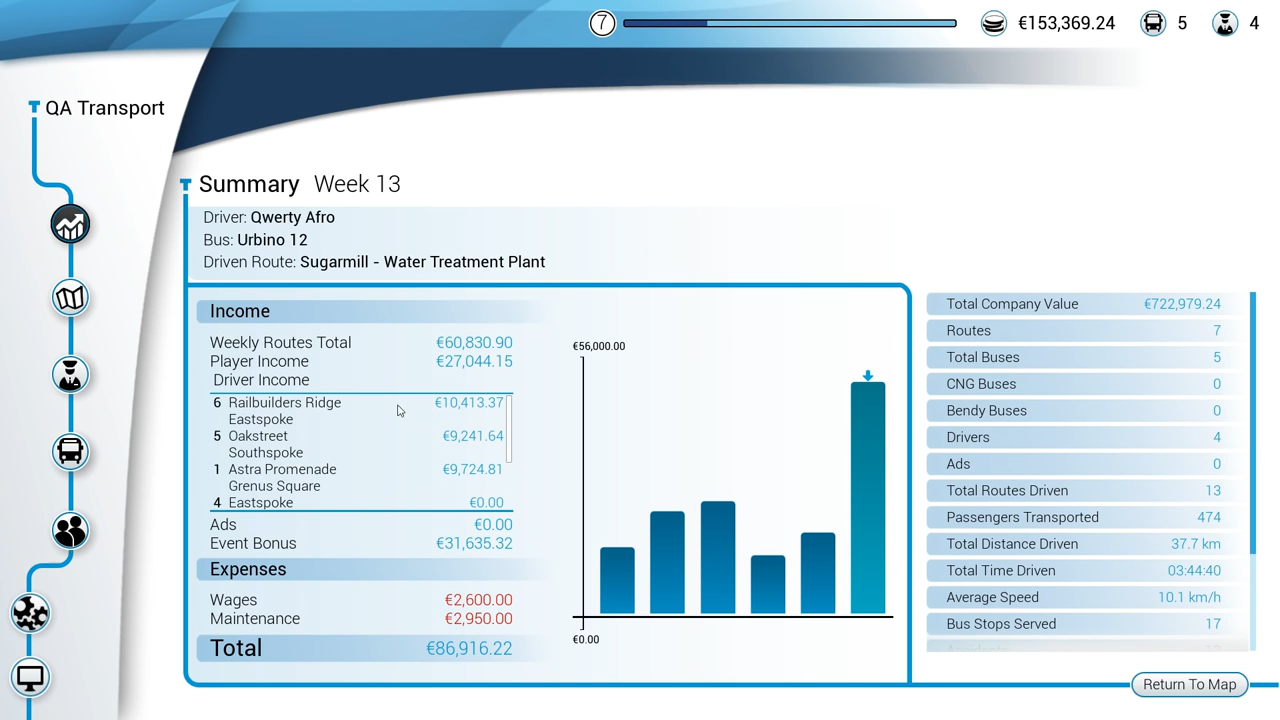 7
€153,369.24
5
4
QA Transport
Summary Week 13
Driver: Qwerty Afro
Bus: Urbino 12
Driven Route: Sugarmill - Water Treatment Plant
Income
Weekly Routes Total €60,830.90
Player Income €27,044.15
Driver Income
6 Railbuilders Ridge €10,413.37
Eastspoke
5 Oakstreet €9,241.64
Southspoke
1 Astra Promenade €9,724.81
Grenus Square
4 Eastspoke €0.00
Ads €0.00
Event Bonus €31,635.32
Expenses
Wages €2,600.00
Maintenance €2,950.00
Total €86,916.22
€56,000.00
€0.00
Total Company Value €722,979.24
Routes 7
Total Buses 5
CNG Buses 0
Bendy Buses 0
Drivers 4
Ads 0
Total Routes Driven 13
Passengers Transported 474
Total Distance Driven 37.7 km
Total Time Driven 03:44:40
Average Speed 10.1 km/h
Bus Stops Served 17
Return To Map